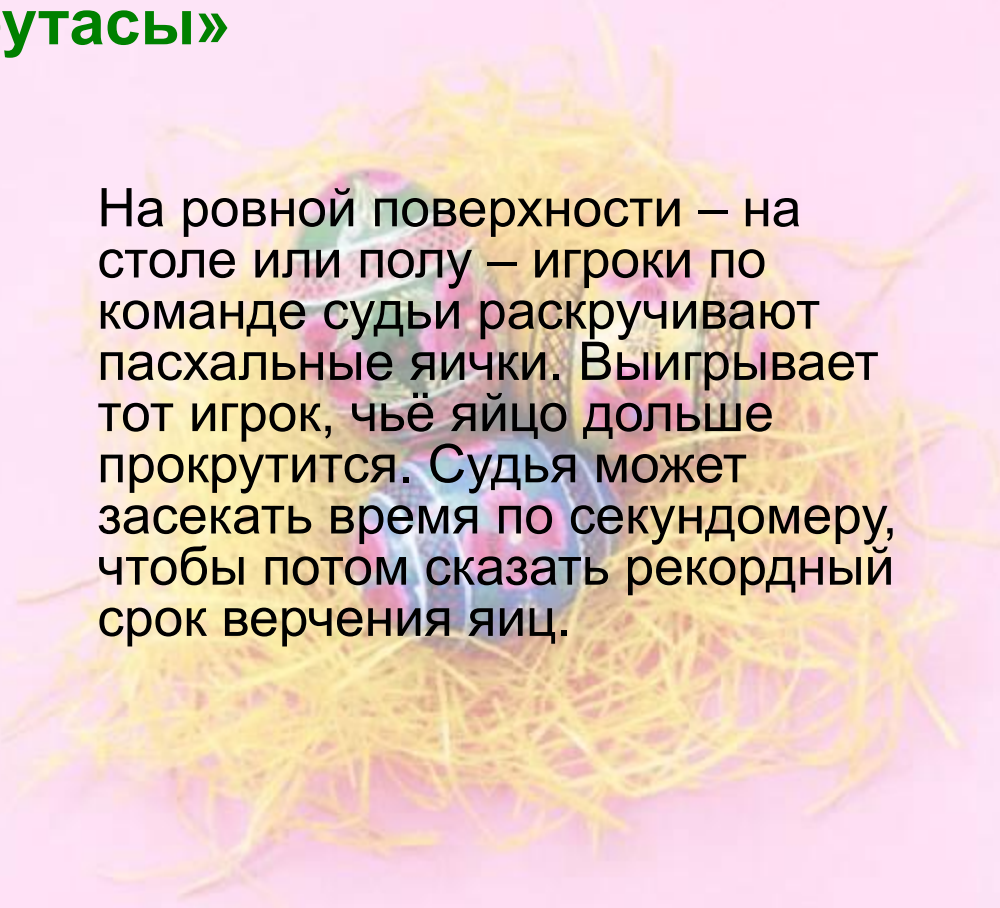 утасы»
На ровной поверхности – на
столе или полу – игроки по
команде судьи раскручивают
пасхальные яички. Выигрывает
тот игрок, чьё яйцо дольше
прокрутится. Судья может
засекать время по секундомеру,
чтобы потом сказать рекордный
срок верчения яиц.